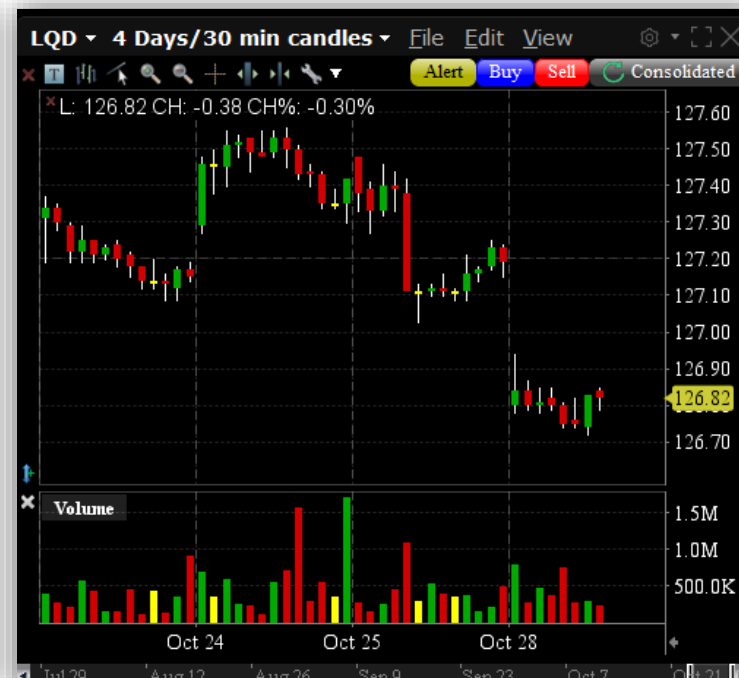 LQD 4 Days/30 min candles File Edit View
T Alert Buy Sell Consolidated
L: 126.82 CH: -0.38 CH%: -0.30%
127.60
127.50
127.40
127.30
127.20
127.10
127.00
126.90
126.82
126.70
Volume
1.5M
1.0M
500.0K
Oct 24 Oct 25 Oct 28
Jul 29 Aug 12 Aug 26 Sep 9 Sep 23 Oct 7 Oct 21